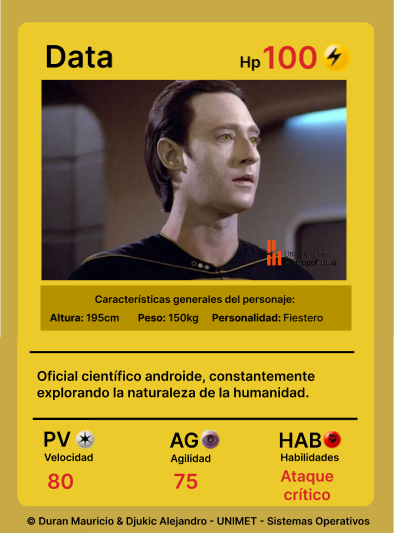 Data
Hp 100
Características generales del personaje:
Altura: 195cm Peso: 150kg Personalidad: Fiestero
Oficial científico androide, constantemente
explorando la naturaleza de la humanidad.
PV AG HAB
Velocidad Agilidad Habilidades
80 75 Ataque
crítico
© Duran Mauricio & Djukic Alejandro - UNIMET - Sistemas Operativos